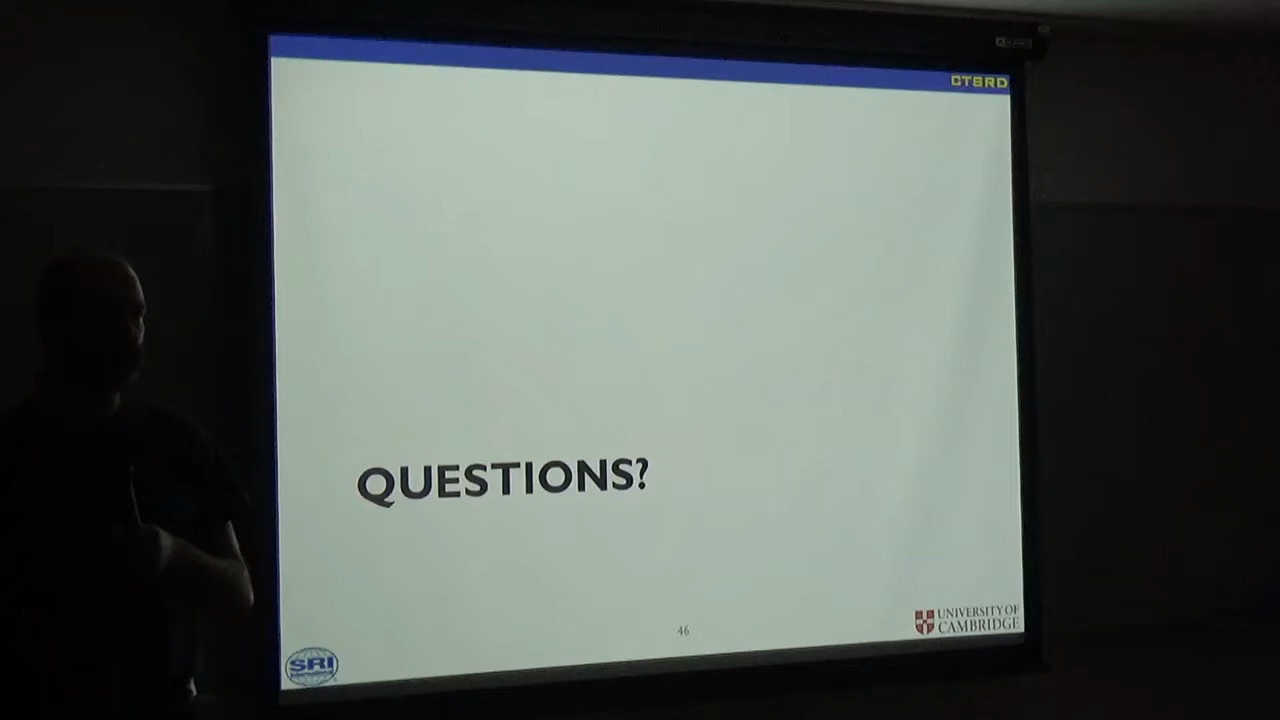 CTSRD
QUESTIONS?
46
UNIVERSITY OF
CAMBRIDGE
SRI